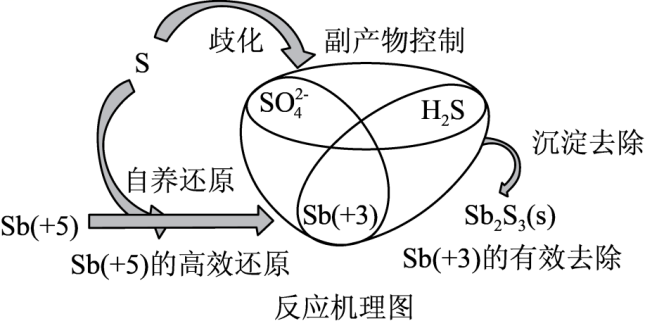 歧化
副产物控制
S
SO₄²⁻
H₂S
沉淀去除
自养还原
Sb(+5)
Sb(+3)
Sb₂S₃(s)
Sb(+5)的高效还原
Sb(+3)的有效去除
反应机理图